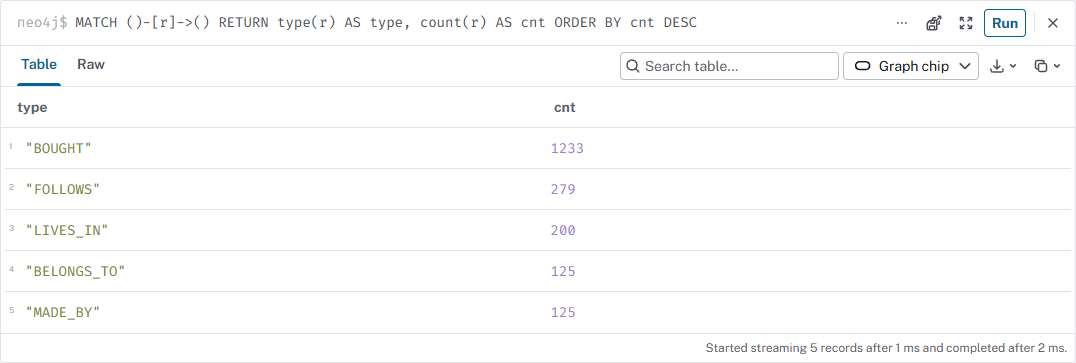 neo4j$ MATCH ()-[r]->() RETURN type(r) AS type, count(r) AS cnt ORDER BY cnt DESC
Run
Table Raw
Search table...
Graph chip
type cnt
1 "BOUGHT" 1233
2 "FOLLOWS" 279
3 "LIVES_IN" 200
4 "BELONGS_TO" 125
5 "MADE_BY" 125
Started streaming 5 records after 1 ms and completed after 2 ms.